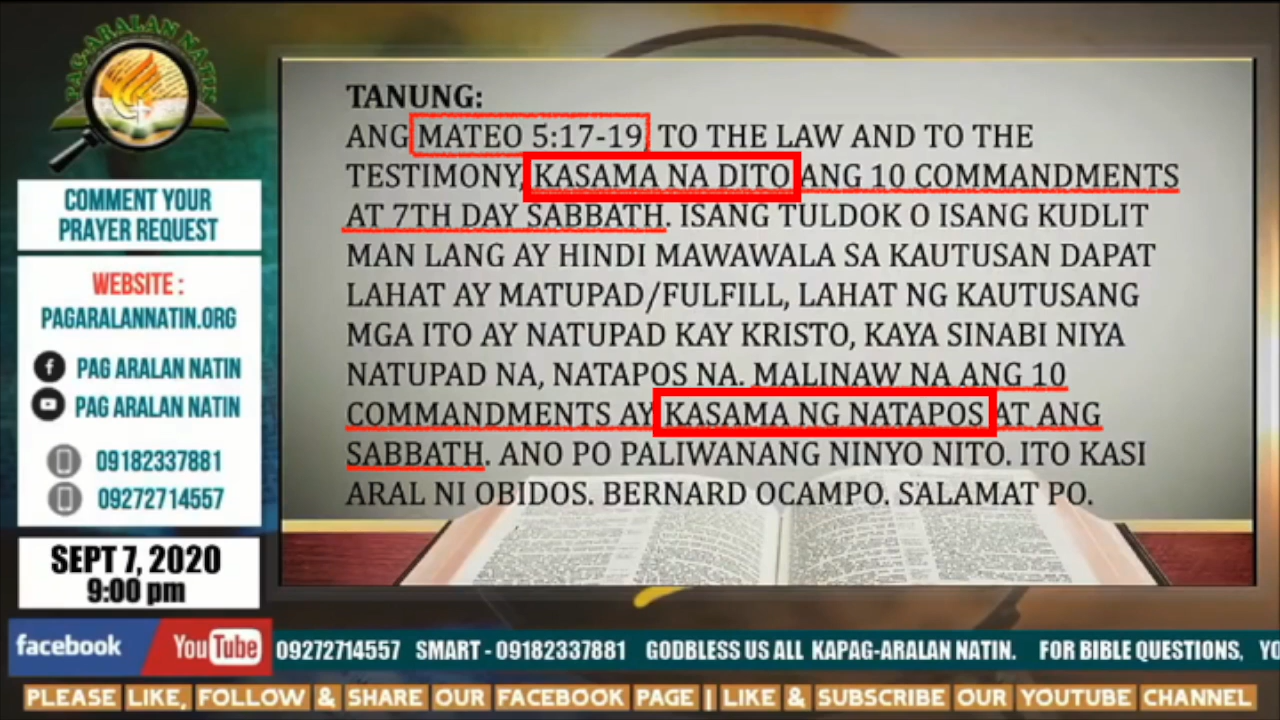 PAG-ARALAN NATIN
COMMENT YOUR
PRAYER REQUEST
WEBSITE :
PAGARALANNATIN.ORG
PAG ARALAN NATIN
PAG ARALAN NATIN
09182337881
09272714557
SEPT 7, 2020
9:00 pm
TANUNG:
ANG MATEO 5:17-19, TO THE LAW AND TO THE
TESTIMONY, KASAMA NA DITO ANG 10 COMMANDMENTS
AT 7TH DAY SABBATH. ISANG TULDOK O ISANG KUDLIT
MAN LANG AY HINDI MAWAWALA SA KAUTUSAN DAPAT
LAHAT AY MATUPAD/FULFILL, LAHAT NG KAUTUSANG
MGA ITO AY NATUPAD KAY KRISTO, KAYA SINABI NIYA
NATUPAD NA, NATAPOS NA. MALINAW NA ANG 10
COMMANDMENTS AY KASAMA NG NATAPOS AT ANG
SABBATH. ANO PO PALIWANANG NINYO NITO. ITO KASI
ARAL NI OBIDOS. BERNARD OCAMPO. SALAMAT PO.
facebook YouTube 09272714557 SMART - 09182337881 GODBLESS US ALL KAPAG-ARALAN NATIN. FOR BIBLE QUESTIONS, YO
PLEASE LIKE, FOLLOW & SHARE OUR FACEBOOK PAGE | LIKE & SUBSCRIBE OUR YOUTUBE CHANNEL